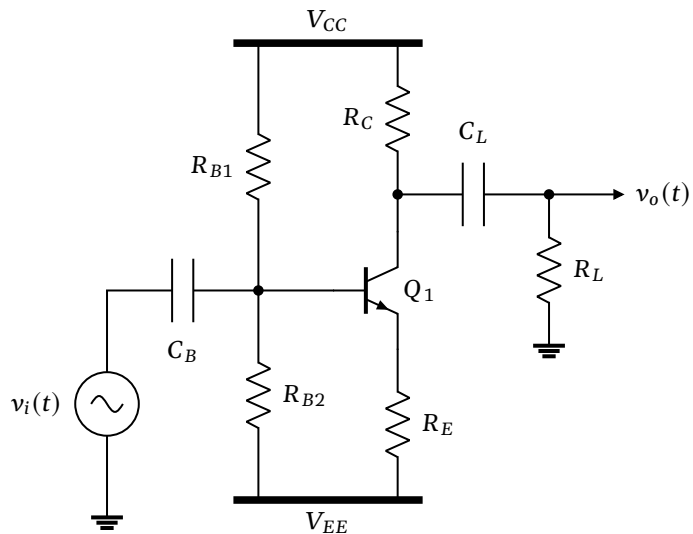 V_CC
R_C
C_L
R_B1
v_o(t)
R_L
Q_1
C_B
v_i(t)
R_B2
R_E
V_EE